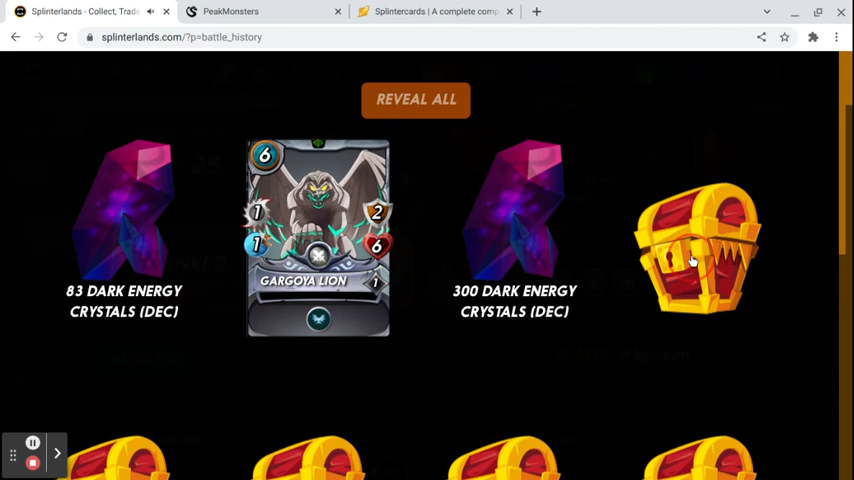 Splinterlands - Collect, Trade
PeakMonsters
Splintercards | A complete comp
splinterlands.com/?p=battle_history
REVEAL ALL
6
1
2
1
6
GARGOYA LION
1
83 DARK ENERGY
CRYSTALS (DEC)
300 DARK ENERGY
CRYSTALS (DEC)